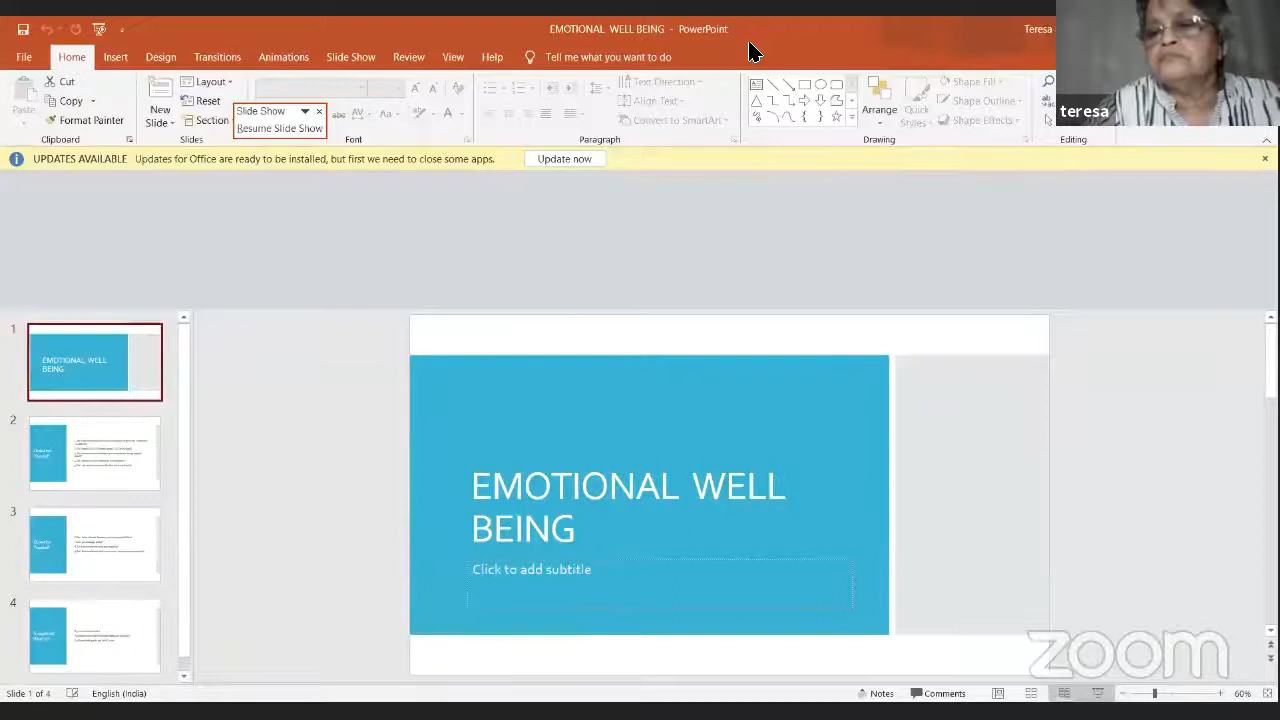 EMOTIONAL WELL BEING - PowerPoint
Teresa
File Home Insert Design Transitions Animations Slide Show Review View Help Tell me what you want to do
Paste
Cut
Copy
Format Painter
Clipboard
New
Slide
Layout
Reset
Section
Slides
Slide Show
Resume Slide Show
Font
Text Direction
Align Text
Convert to SmartArt
Paragraph
Arrange
Quick
Styles
Shape Fill
Shape Outline
Shape Effects
Drawing
Editing
teresa
UPDATES AVAILABLE Updates for Office are ready to be installed, but first we need to close some apps. Update now
1
EMOTIONAL WELL
BEING
2
3
4
EMOTIONAL WELL
BEING
Click to add subtitle
zoom
Slide 1 of 4 English (India) Notes Comments 60%